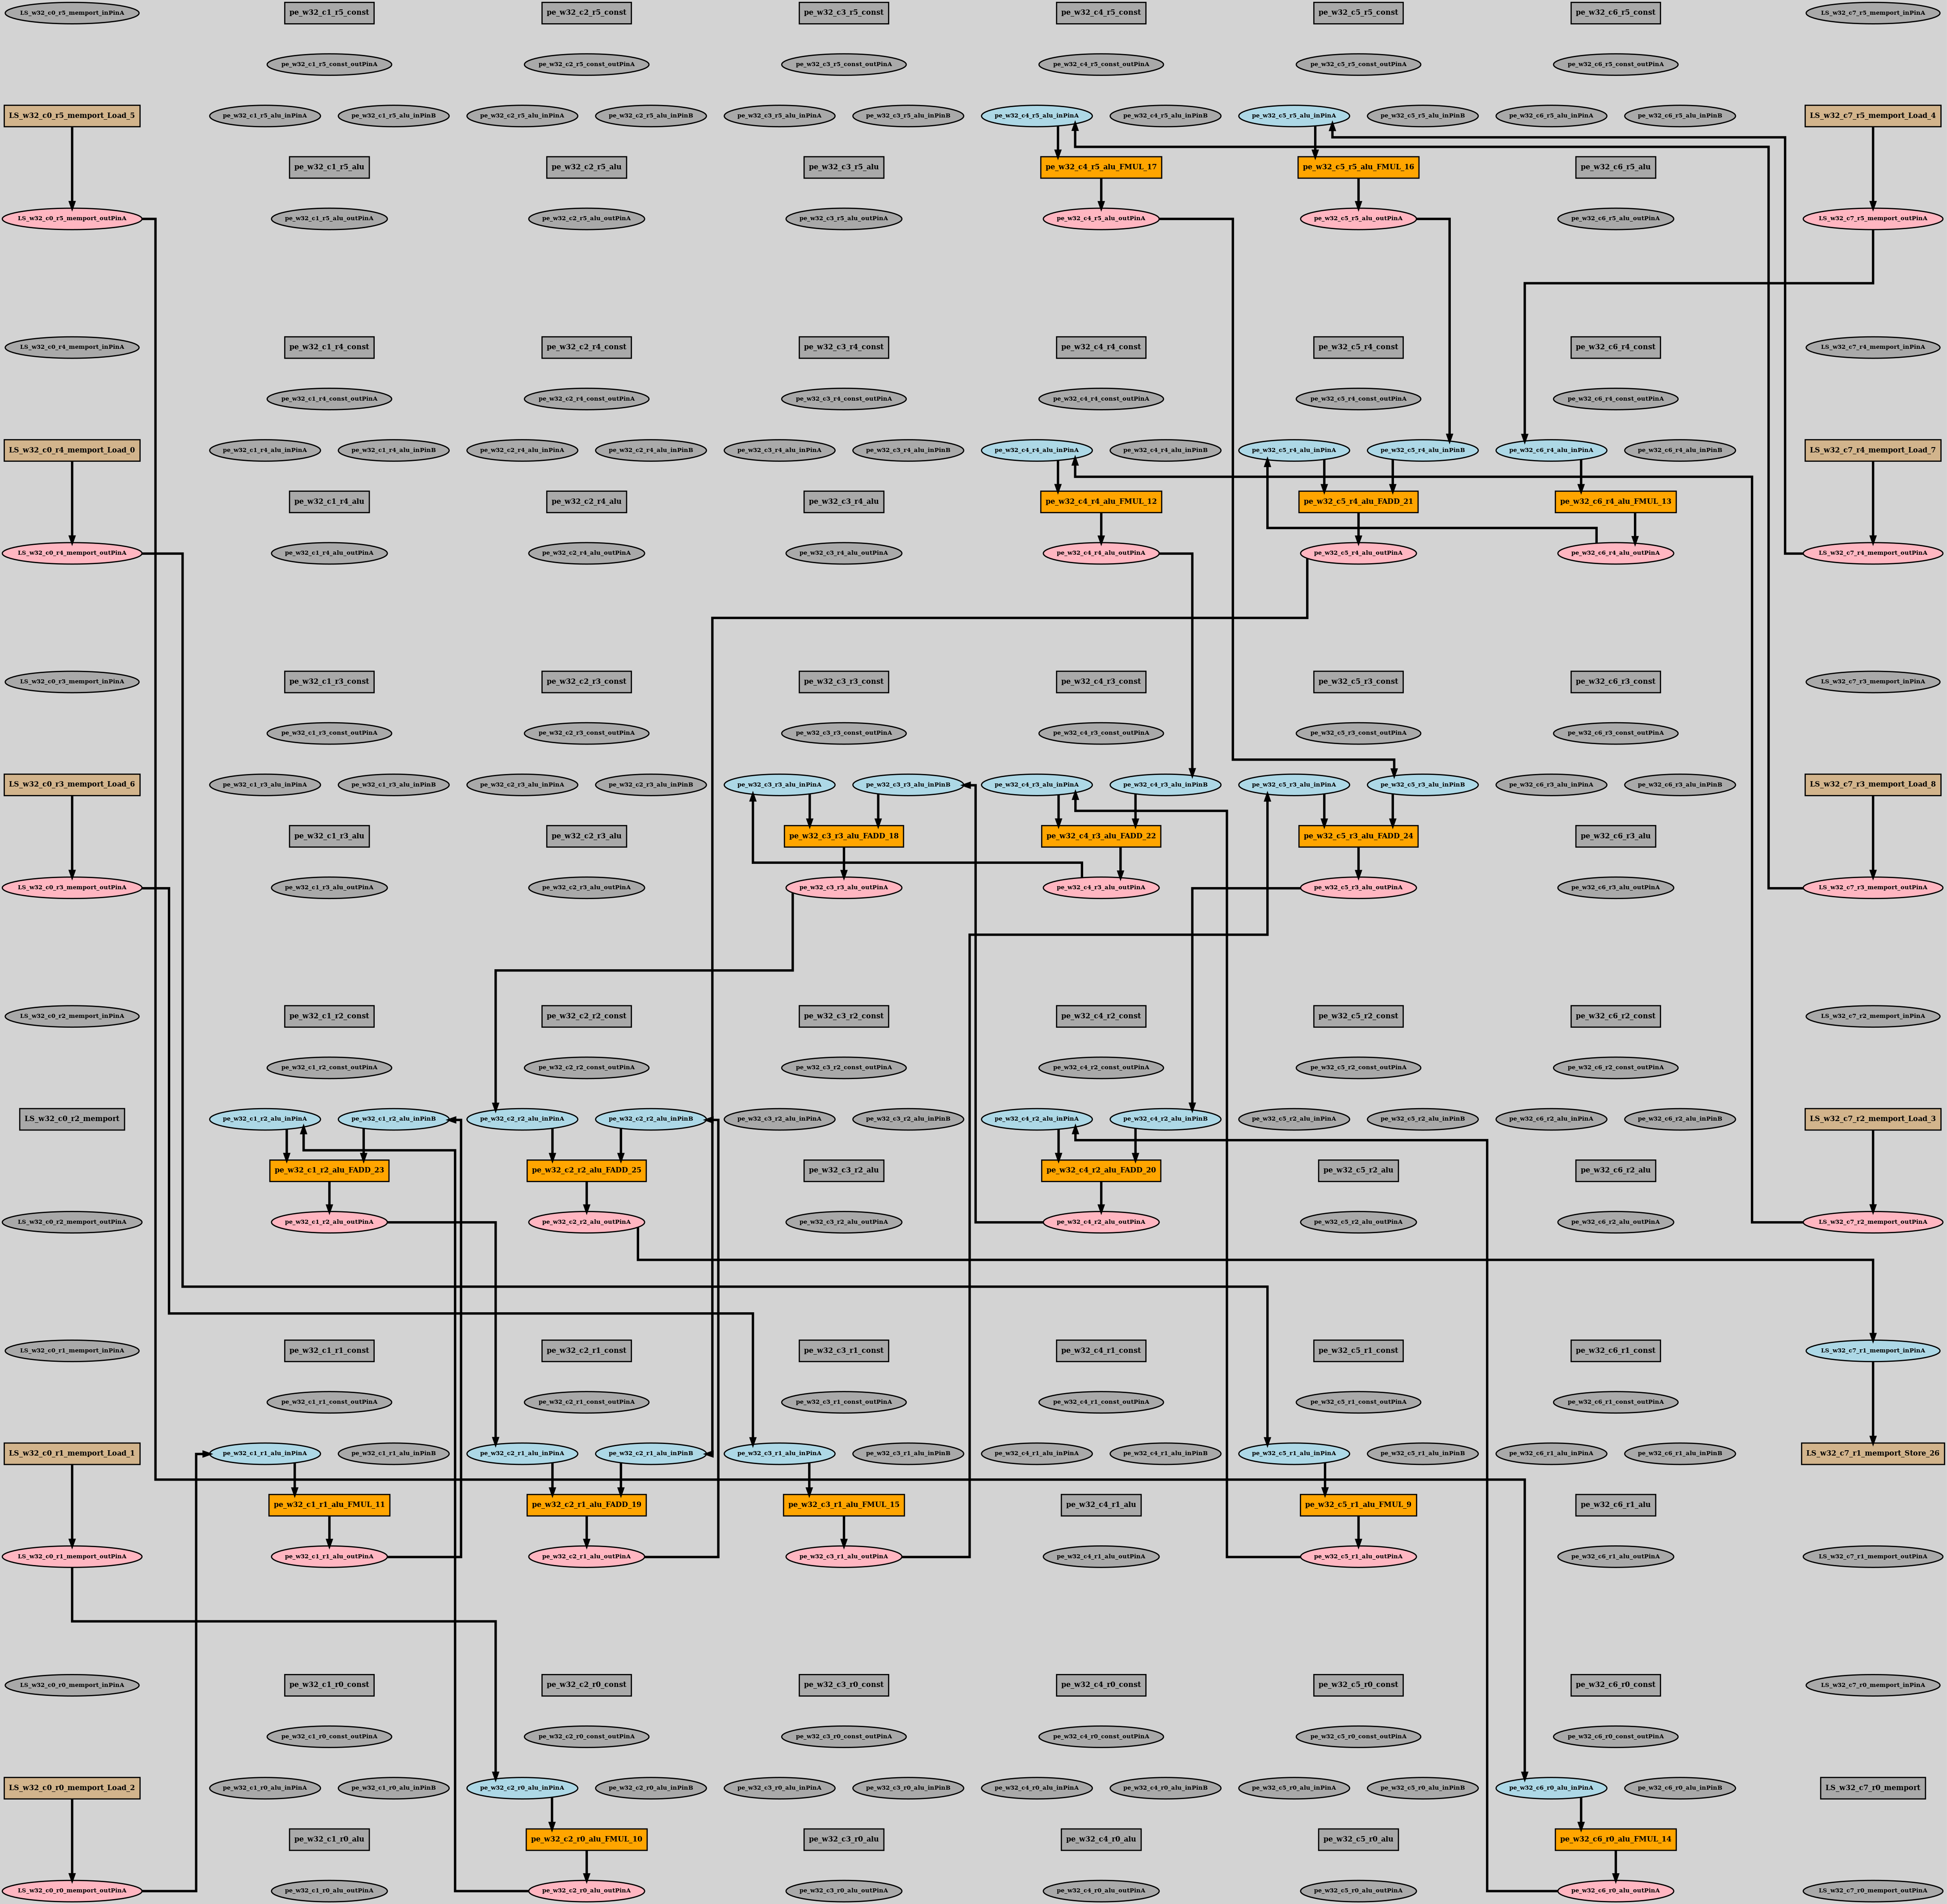 LS_w32_c0_r5_memport_inPinA
pe_w32_c1_r5_const
pe_w32_c2_r5_const
pe_w32_c3_r5_const
pe_w32_c4_r5_const
pe_w32_c5_r5_const
pe_w32_c6_r5_const
LS_w32_c7_r5_memport_inPinA
pe_w32_c1_r5_const_outPinA
pe_w32_c2_r5_const_outPinA
pe_w32_c3_r5_const_outPinA
pe_w32_c4_r5_const_outPinA
pe_w32_c5_r5_const_outPinA
pe_w32_c6_r5_const_outPinA
LS_w32_c0_r5_memport_Load_5
pe_w32_c1_r5_alu_inPinA
pe_w32_c1_r5_alu_inPinB
pe_w32_c2_r5_alu_inPinA
pe_w32_c2_r5_alu_inPinB
pe_w32_c3_r5_alu_inPinA
pe_w32_c3_r5_alu_inPinB
pe_w32_c4_r5_alu_inPinA
pe_w32_c4_r5_alu_inPinB
pe_w32_c5_r5_alu_inPinA
pe_w32_c5_r5_alu_inPinB
pe_w32_c6_r5_alu_inPinA
pe_w32_c6_r5_alu_inPinB
LS_w32_c7_r5_memport_Load_4
pe_w32_c1_r5_alu
pe_w32_c2_r5_alu
pe_w32_c3_r5_alu
pe_w32_c4_r5_alu_FMUL_17
pe_w32_c5_r5_alu_FMUL_16
pe_w32_c6_r5_alu
LS_w32_c0_r5_memport_outPinA
pe_w32_c1_r5_alu_outPinA
pe_w32_c2_r5_alu_outPinA
pe_w32_c3_r5_alu_outPinA
pe_w32_c4_r5_alu_outPinA
pe_w32_c5_r5_alu_outPinA
pe_w32_c6_r5_alu_outPinA
LS_w32_c7_r5_memport_outPinA
LS_w32_c0_r4_memport_inPinA
pe_w32_c1_r4_const
pe_w32_c2_r4_const
pe_w32_c3_r4_const
pe_w32_c4_r4_const
pe_w32_c5_r4_const
pe_w32_c6_r4_const
LS_w32_c7_r4_memport_inPinA
pe_w32_c1_r4_const_outPinA
pe_w32_c2_r4_const_outPinA
pe_w32_c3_r4_const_outPinA
pe_w32_c4_r4_const_outPinA
pe_w32_c5_r4_const_outPinA
pe_w32_c6_r4_const_outPinA
LS_w32_c0_r4_memport_Load_0
pe_w32_c1_r4_alu_inPinA
pe_w32_c1_r4_alu_inPinB
pe_w32_c2_r4_alu_inPinA
pe_w32_c2_r4_alu_inPinB
pe_w32_c3_r4_alu_inPinA
pe_w32_c3_r4_alu_inPinB
pe_w32_c4_r4_alu_inPinA
pe_w32_c4_r4_alu_inPinB
pe_w32_c5_r4_alu_inPinA
pe_w32_c5_r4_alu_inPinB
pe_w32_c6_r4_alu_inPinA
pe_w32_c6_r4_alu_inPinB
LS_w32_c7_r4_memport_Load_7
pe_w32_c1_r4_alu
pe_w32_c2_r4_alu
pe_w32_c3_r4_alu
pe_w32_c4_r4_alu_FMUL_12
pe_w32_c5_r4_alu_FADD_21
pe_w32_c6_r4_alu_FMUL_13
LS_w32_c0_r4_memport_outPinA
pe_w32_c1_r4_alu_outPinA
pe_w32_c2_r4_alu_outPinA
pe_w32_c3_r4_alu_outPinA
pe_w32_c4_r4_alu_outPinA
pe_w32_c5_r4_alu_outPinA
pe_w32_c6_r4_alu_outPinA
LS_w32_c7_r4_memport_outPinA
LS_w32_c0_r3_memport_inPinA
pe_w32_c1_r3_const
pe_w32_c2_r3_const
pe_w32_c3_r3_const
pe_w32_c4_r3_const
pe_w32_c5_r3_const
pe_w32_c6_r3_const
LS_w32_c7_r3_memport_inPinA
pe_w32_c1_r3_const_outPinA
pe_w32_c2_r3_const_outPinA
pe_w32_c3_r3_const_outPinA
pe_w32_c4_r3_const_outPinA
pe_w32_c5_r3_const_outPinA
pe_w32_c6_r3_const_outPinA
LS_w32_c0_r3_memport_Load_6
pe_w32_c1_r3_alu_inPinA
pe_w32_c1_r3_alu_inPinB
pe_w32_c2_r3_alu_inPinA
pe_w32_c2_r3_alu_inPinB
pe_w32_c3_r3_alu_inPinA
pe_w32_c3_r3_alu_inPinB
pe_w32_c4_r3_alu_inPinA
pe_w32_c4_r3_alu_inPinB
pe_w32_c5_r3_alu_inPinA
pe_w32_c5_r3_alu_inPinB
pe_w32_c6_r3_alu_inPinA
pe_w32_c6_r3_alu_inPinB
LS_w32_c7_r3_memport_Load_8
pe_w32_c1_r3_alu
pe_w32_c2_r3_alu
pe_w32_c3_r3_alu_FADD_18
pe_w32_c4_r3_alu_FADD_22
pe_w32_c5_r3_alu_FADD_24
pe_w32_c6_r3_alu
LS_w32_c0_r3_memport_outPinA
pe_w32_c1_r3_alu_outPinA
pe_w32_c2_r3_alu_outPinA
pe_w32_c3_r3_alu_outPinA
pe_w32_c4_r3_alu_outPinA
pe_w32_c5_r3_alu_outPinA
pe_w32_c6_r3_alu_outPinA
LS_w32_c7_r3_memport_outPinA
LS_w32_c0_r2_memport_inPinA
pe_w32_c1_r2_const
pe_w32_c2_r2_const
pe_w32_c3_r2_const
pe_w32_c4_r2_const
pe_w32_c5_r2_const
pe_w32_c6_r2_const
LS_w32_c7_r2_memport_inPinA
pe_w32_c1_r2_const_outPinA
pe_w32_c2_r2_const_outPinA
pe_w32_c3_r2_const_outPinA
pe_w32_c4_r2_const_outPinA
pe_w32_c5_r2_const_outPinA
pe_w32_c6_r2_const_outPinA
LS_w32_c0_r2_memport
pe_w32_c1_r2_alu_inPinA
pe_w32_c1_r2_alu_inPinB
pe_w32_c2_r2_alu_inPinA
pe_w32_c2_r2_alu_inPinB
pe_w32_c3_r2_alu_inPinA
pe_w32_c3_r2_alu_inPinB
pe_w32_c4_r2_alu_inPinA
pe_w32_c4_r2_alu_inPinB
pe_w32_c5_r2_alu_inPinA
pe_w32_c5_r2_alu_inPinB
pe_w32_c6_r2_alu_inPinA
pe_w32_c6_r2_alu_inPinB
LS_w32_c7_r2_memport_Load_3
pe_w32_c1_r2_alu_FADD_23
pe_w32_c2_r2_alu_FADD_25
pe_w32_c3_r2_alu
pe_w32_c4_r2_alu_FADD_20
pe_w32_c5_r2_alu
pe_w32_c6_r2_alu
LS_w32_c0_r2_memport_outPinA
pe_w32_c1_r2_alu_outPinA
pe_w32_c2_r2_alu_outPinA
pe_w32_c3_r2_alu_outPinA
pe_w32_c4_r2_alu_outPinA
pe_w32_c5_r2_alu_outPinA
pe_w32_c6_r2_alu_outPinA
LS_w32_c7_r2_memport_outPinA
LS_w32_c0_r1_memport_inPinA
pe_w32_c1_r1_const
pe_w32_c2_r1_const
pe_w32_c3_r1_const
pe_w32_c4_r1_const
pe_w32_c5_r1_const
pe_w32_c6_r1_const
LS_w32_c7_r1_memport_inPinA
pe_w32_c1_r1_const_outPinA
pe_w32_c2_r1_const_outPinA
pe_w32_c3_r1_const_outPinA
pe_w32_c4_r1_const_outPinA
pe_w32_c5_r1_const_outPinA
pe_w32_c6_r1_const_outPinA
LS_w32_c0_r1_memport_Load_1
pe_w32_c1_r1_alu_inPinA
pe_w32_c1_r1_alu_inPinB
pe_w32_c2_r1_alu_inPinA
pe_w32_c2_r1_alu_inPinB
pe_w32_c3_r1_alu_inPinA
pe_w32_c3_r1_alu_inPinB
pe_w32_c4_r1_alu_inPinA
pe_w32_c4_r1_alu_inPinB
pe_w32_c5_r1_alu_inPinA
pe_w32_c5_r1_alu_inPinB
pe_w32_c6_r1_alu_inPinA
pe_w32_c6_r1_alu_inPinB
LS_w32_c7_r1_memport_Store_26
pe_w32_c1_r1_alu_FMUL_11
pe_w32_c2_r1_alu_FADD_19
pe_w32_c3_r1_alu_FMUL_15
pe_w32_c4_r1_alu
pe_w32_c5_r1_alu_FMUL_9
pe_w32_c6_r1_alu
LS_w32_c0_r1_memport_outPinA
pe_w32_c1_r1_alu_outPinA
pe_w32_c2_r1_alu_outPinA
pe_w32_c3_r1_alu_outPinA
pe_w32_c4_r1_alu_outPinA
pe_w32_c5_r1_alu_outPinA
pe_w32_c6_r1_alu_outPinA
LS_w32_c7_r1_memport_outPinA
LS_w32_c0_r0_memport_inPinA
pe_w32_c1_r0_const
pe_w32_c2_r0_const
pe_w32_c3_r0_const
pe_w32_c4_r0_const
pe_w32_c5_r0_const
pe_w32_c6_r0_const
LS_w32_c7_r0_memport_inPinA
pe_w32_c1_r0_const_outPinA
pe_w32_c2_r0_const_outPinA
pe_w32_c3_r0_const_outPinA
pe_w32_c4_r0_const_outPinA
pe_w32_c5_r0_const_outPinA
pe_w32_c6_r0_const_outPinA
LS_w32_c0_r0_memport_Load_2
pe_w32_c1_r0_alu_inPinA
pe_w32_c1_r0_alu_inPinB
pe_w32_c2_r0_alu_inPinA
pe_w32_c2_r0_alu_inPinB
pe_w32_c3_r0_alu_inPinA
pe_w32_c3_r0_alu_inPinB
pe_w32_c4_r0_alu_inPinA
pe_w32_c4_r0_alu_inPinB
pe_w32_c5_r0_alu_inPinA
pe_w32_c5_r0_alu_inPinB
pe_w32_c6_r0_alu_inPinA
pe_w32_c6_r0_alu_inPinB
LS_w32_c7_r0_memport
pe_w32_c1_r0_alu
pe_w32_c2_r0_alu_FMUL_10
pe_w32_c3_r0_alu
pe_w32_c4_r0_alu
pe_w32_c5_r0_alu
pe_w32_c6_r0_alu_FMUL_14
LS_w32_c0_r0_memport_outPinA
pe_w32_c1_r0_alu_outPinA
pe_w32_c2_r0_alu_outPinA
pe_w32_c3_r0_alu_outPinA
pe_w32_c4_r0_alu_outPinA
pe_w32_c5_r0_alu_outPinA
pe_w32_c6_r0_alu_outPinA
LS_w32_c7_r0_memport_outPinA